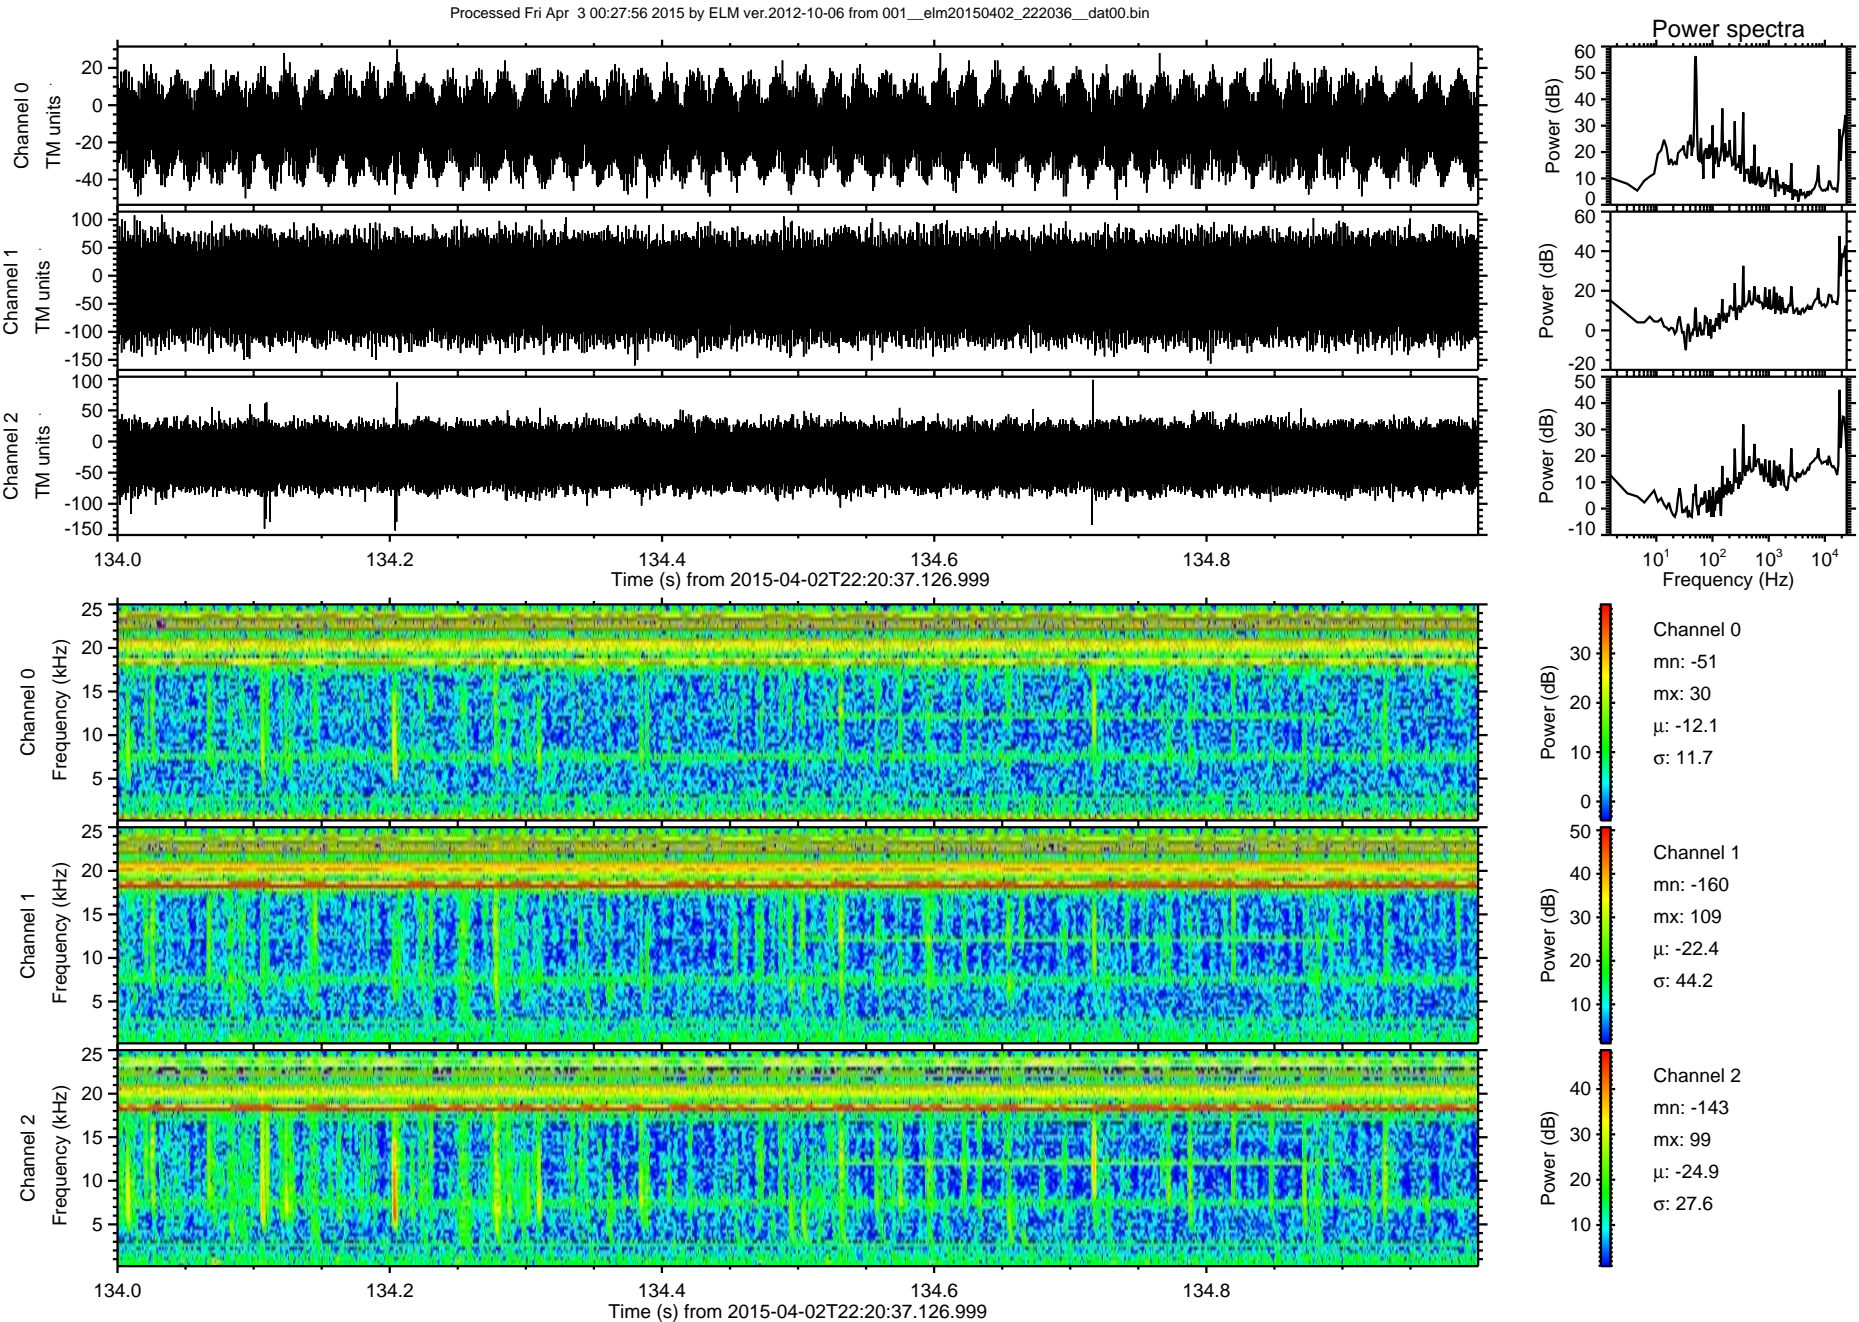 Processed Fri Apr  3 00:27:56 2015 by ELM ver.2012-10-06 from 001__elm20150402_222036__dat00.bin
Power spectra
Channel 0
TM units
20
0
-20
-40
Power (dB)
60
50
40
30
20
10
0
Channel 1
TM units
100
50
0
-50
-100
-150
Power (dB)
60
40
20
0
-20
Channel 2
TM units
100
50
0
-50
-100
-150
Power (dB)
50
40
30
20
10
0
-10
134.0 134.2 134.4 134.6 134.8
Time (s) from 2015-04-02T22:20:37.126.999
10^1 10^2 10^3 10^4
Frequency (Hz)
Channel 0
Frequency (kHz)
25
20
15
10
5
Power (dB)
30
20
10
0
Channel 0
mn: -51
mx: 30
μ: -12.1
σ: 11.7
Channel 1
Frequency (kHz)
25
20
15
10
5
Power (dB)
50
40
30
20
10
Channel 1
mn: -160
mx: 109
μ: -22.4
σ: 44.2
Channel 2
Frequency (kHz)
25
20
15
10
5
Power (dB)
40
30
20
10
Channel 2
mn: -143
mx: 99
μ: -24.9
σ: 27.6
134.0 134.2 134.4 134.6 134.8
Time (s) from 2015-04-02T22:20:37.126.999